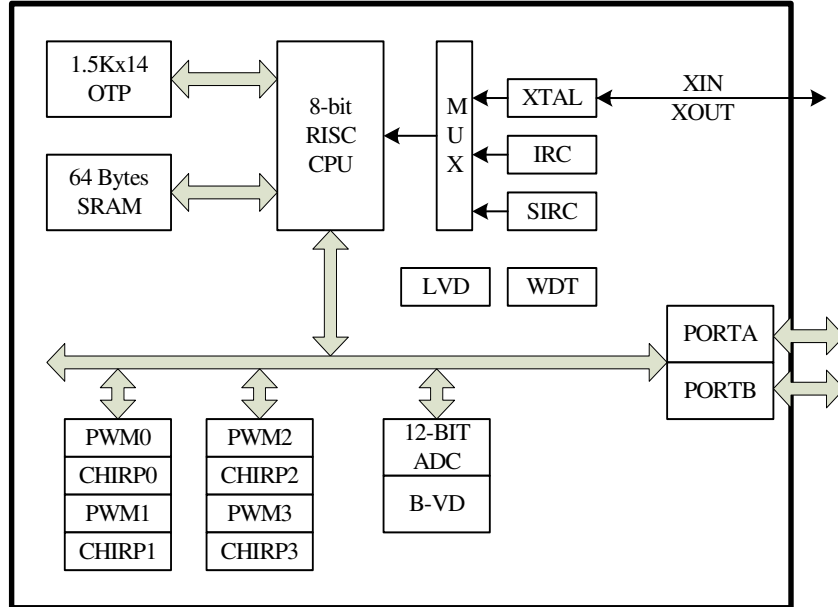 1.5Kx14
OTP
64 Bytes
SRAM
8-bit
RISC
CPU
M
U
X
XTAL
IRC
SIRC
XIN
XOUT
LVD
WDT
PORTA
PORTB
PWM0
CHIRP0
PWM1
CHIRP1
PWM2
CHIRP2
PWM3
CHIRP3
12-BIT
ADC
B-VD